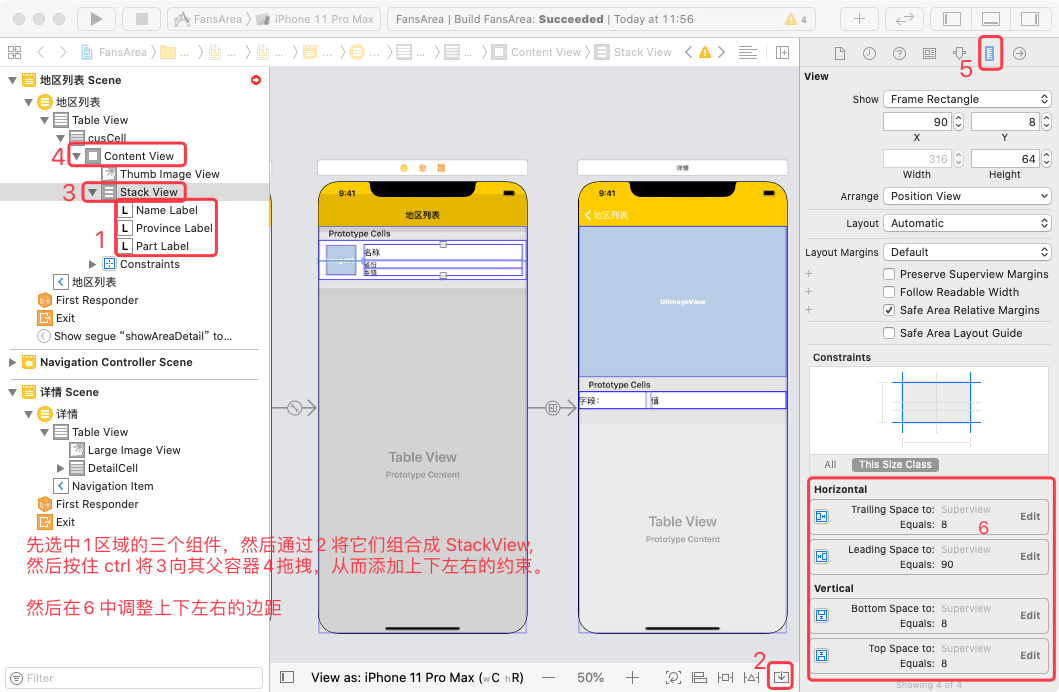 FansArea iPhone 11 Pro Max
FansArea | Build FansArea: Succeeded | Today at 11:56
4
FansArea
Content View
Stack View
地区列表 Scene
地区列表
Table View
cusCell
4
Content View
Thumb Image View
3
Stack View
1
L Name Label
L Province Label
L Part Label
Constraints
地区列表
First Responder
Exit
Show segue “showAreaDetail” to...
Navigation Controller Scene
详情 Scene
详情
Table View
Large Image View
DetailCell
Navigation Item
First Responder
Exit
先选中1区域的三个组件，然后通过2 将它们组合成 StackView,
然后按住 ctrl 将3向其父容器4拖拽，从而添加上下左右的约束。
然后在6 中调整上下左右的边距
Filter
9:41
地区列表
Prototype Cells
名称
省份
Table View
Prototype Content
详情
9:41
地区列表
UIImageView
Prototype Cells
字段：
值
Table View
Prototype Content
2
View as: iPhone 11 Pro Max (wC hR)
50%
5
View
Show Frame Rectangle
90 8
X Y
316 64
Width Height
Arrange Position View
Layout Automatic
Layout Margins Default
Preserve Superview Margins
Follow Readable Width
Safe Area Relative Margins
Safe Area Layout Guide
Constraints
All This Size Class
Horizontal
Trailing Space to: Superview
Equals: 8
Edit
6
Leading Space to: Superview
Equals: 90
Edit
Vertical
Bottom Space to: Superview
Equals: 8
Edit
Top Space to: Superview
Equals: 8
Edit
Showing 4 of 4